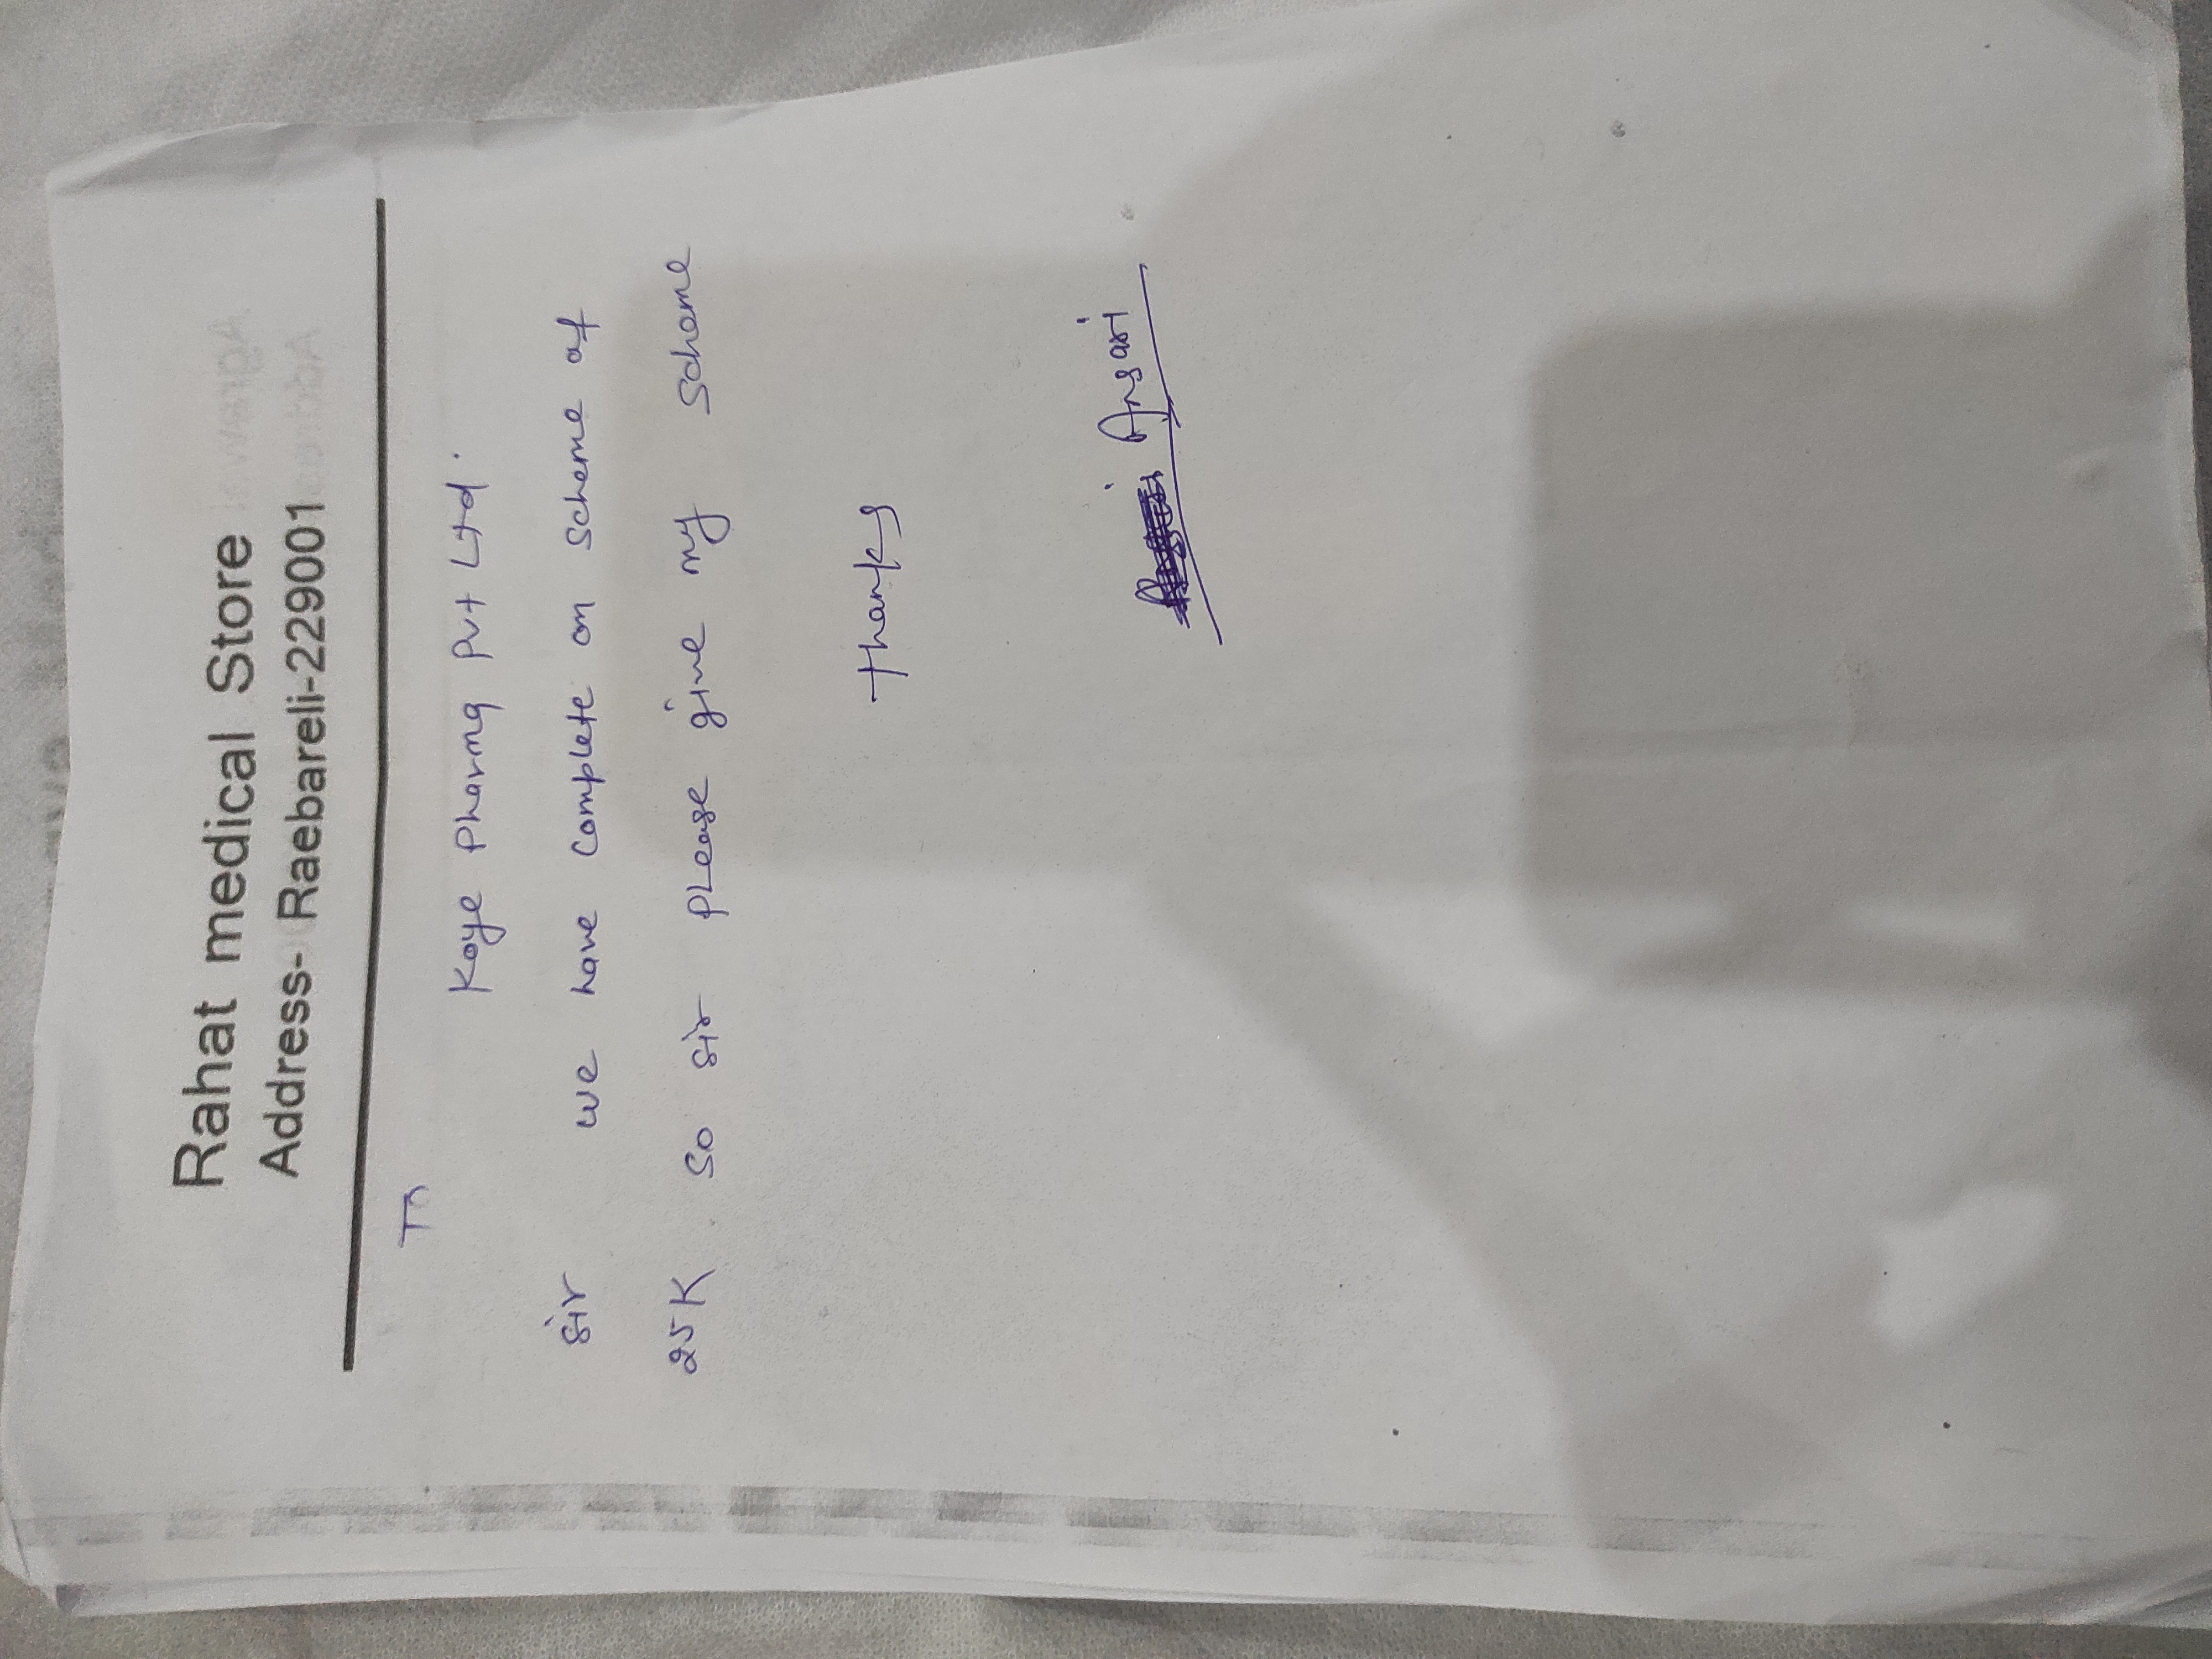 Rahat medical Store
Address- Raebareli-229001
To
Kaye Pharma Pvt Ltd.
Sir we have Complete on scheme of
25K So Sir please give my scheme
thanks
Ansari